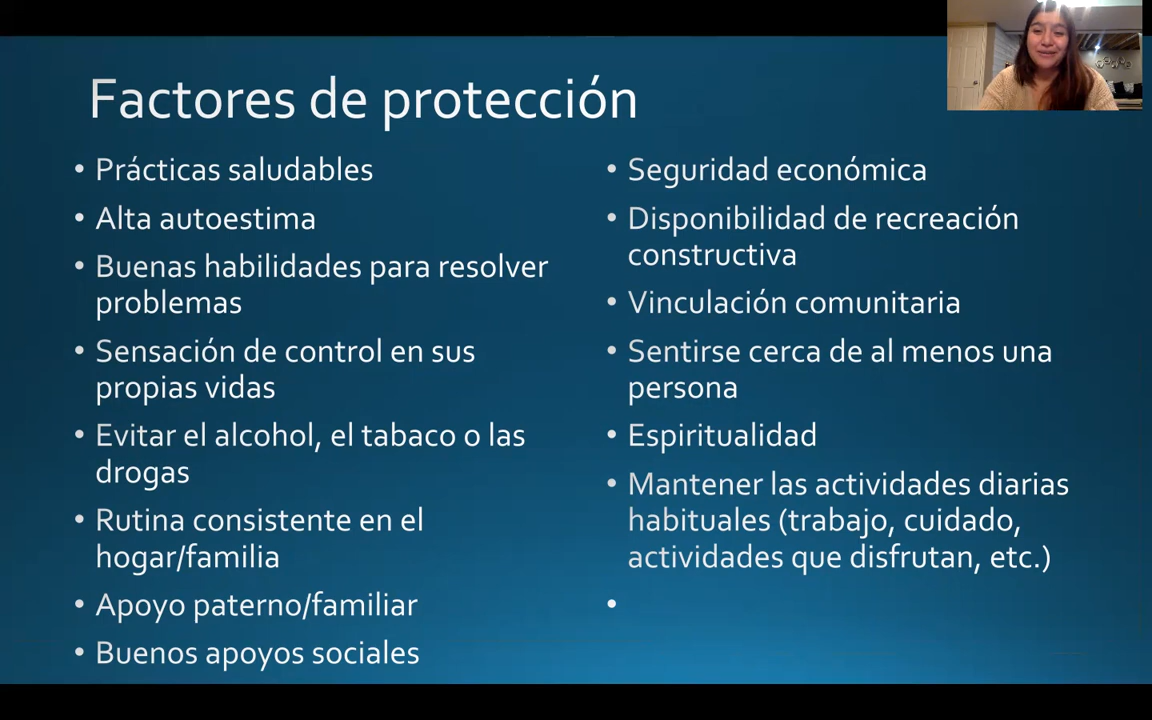 Factores de protección
• Prácticas saludables
• Alta autoestima
• Buenas habilidades para resolver
problemas
• Sensación de control en sus
propias vidas
• Evitar el alcohol, el tabaco o las
drogas
• Rutina consistente en el
hogar/familia
• Apoyo paterno/familiar
• Buenos apoyos sociales
• Seguridad económica
• Disponibilidad de recreación
constructiva
• Vinculación comunitaria
• Sentirse cerca de al menos una
persona
• Espiritualidad
• Mantener las actividades diarias
habituales (trabajo, cuidado,
actividades que disfrutan, etc.)
•